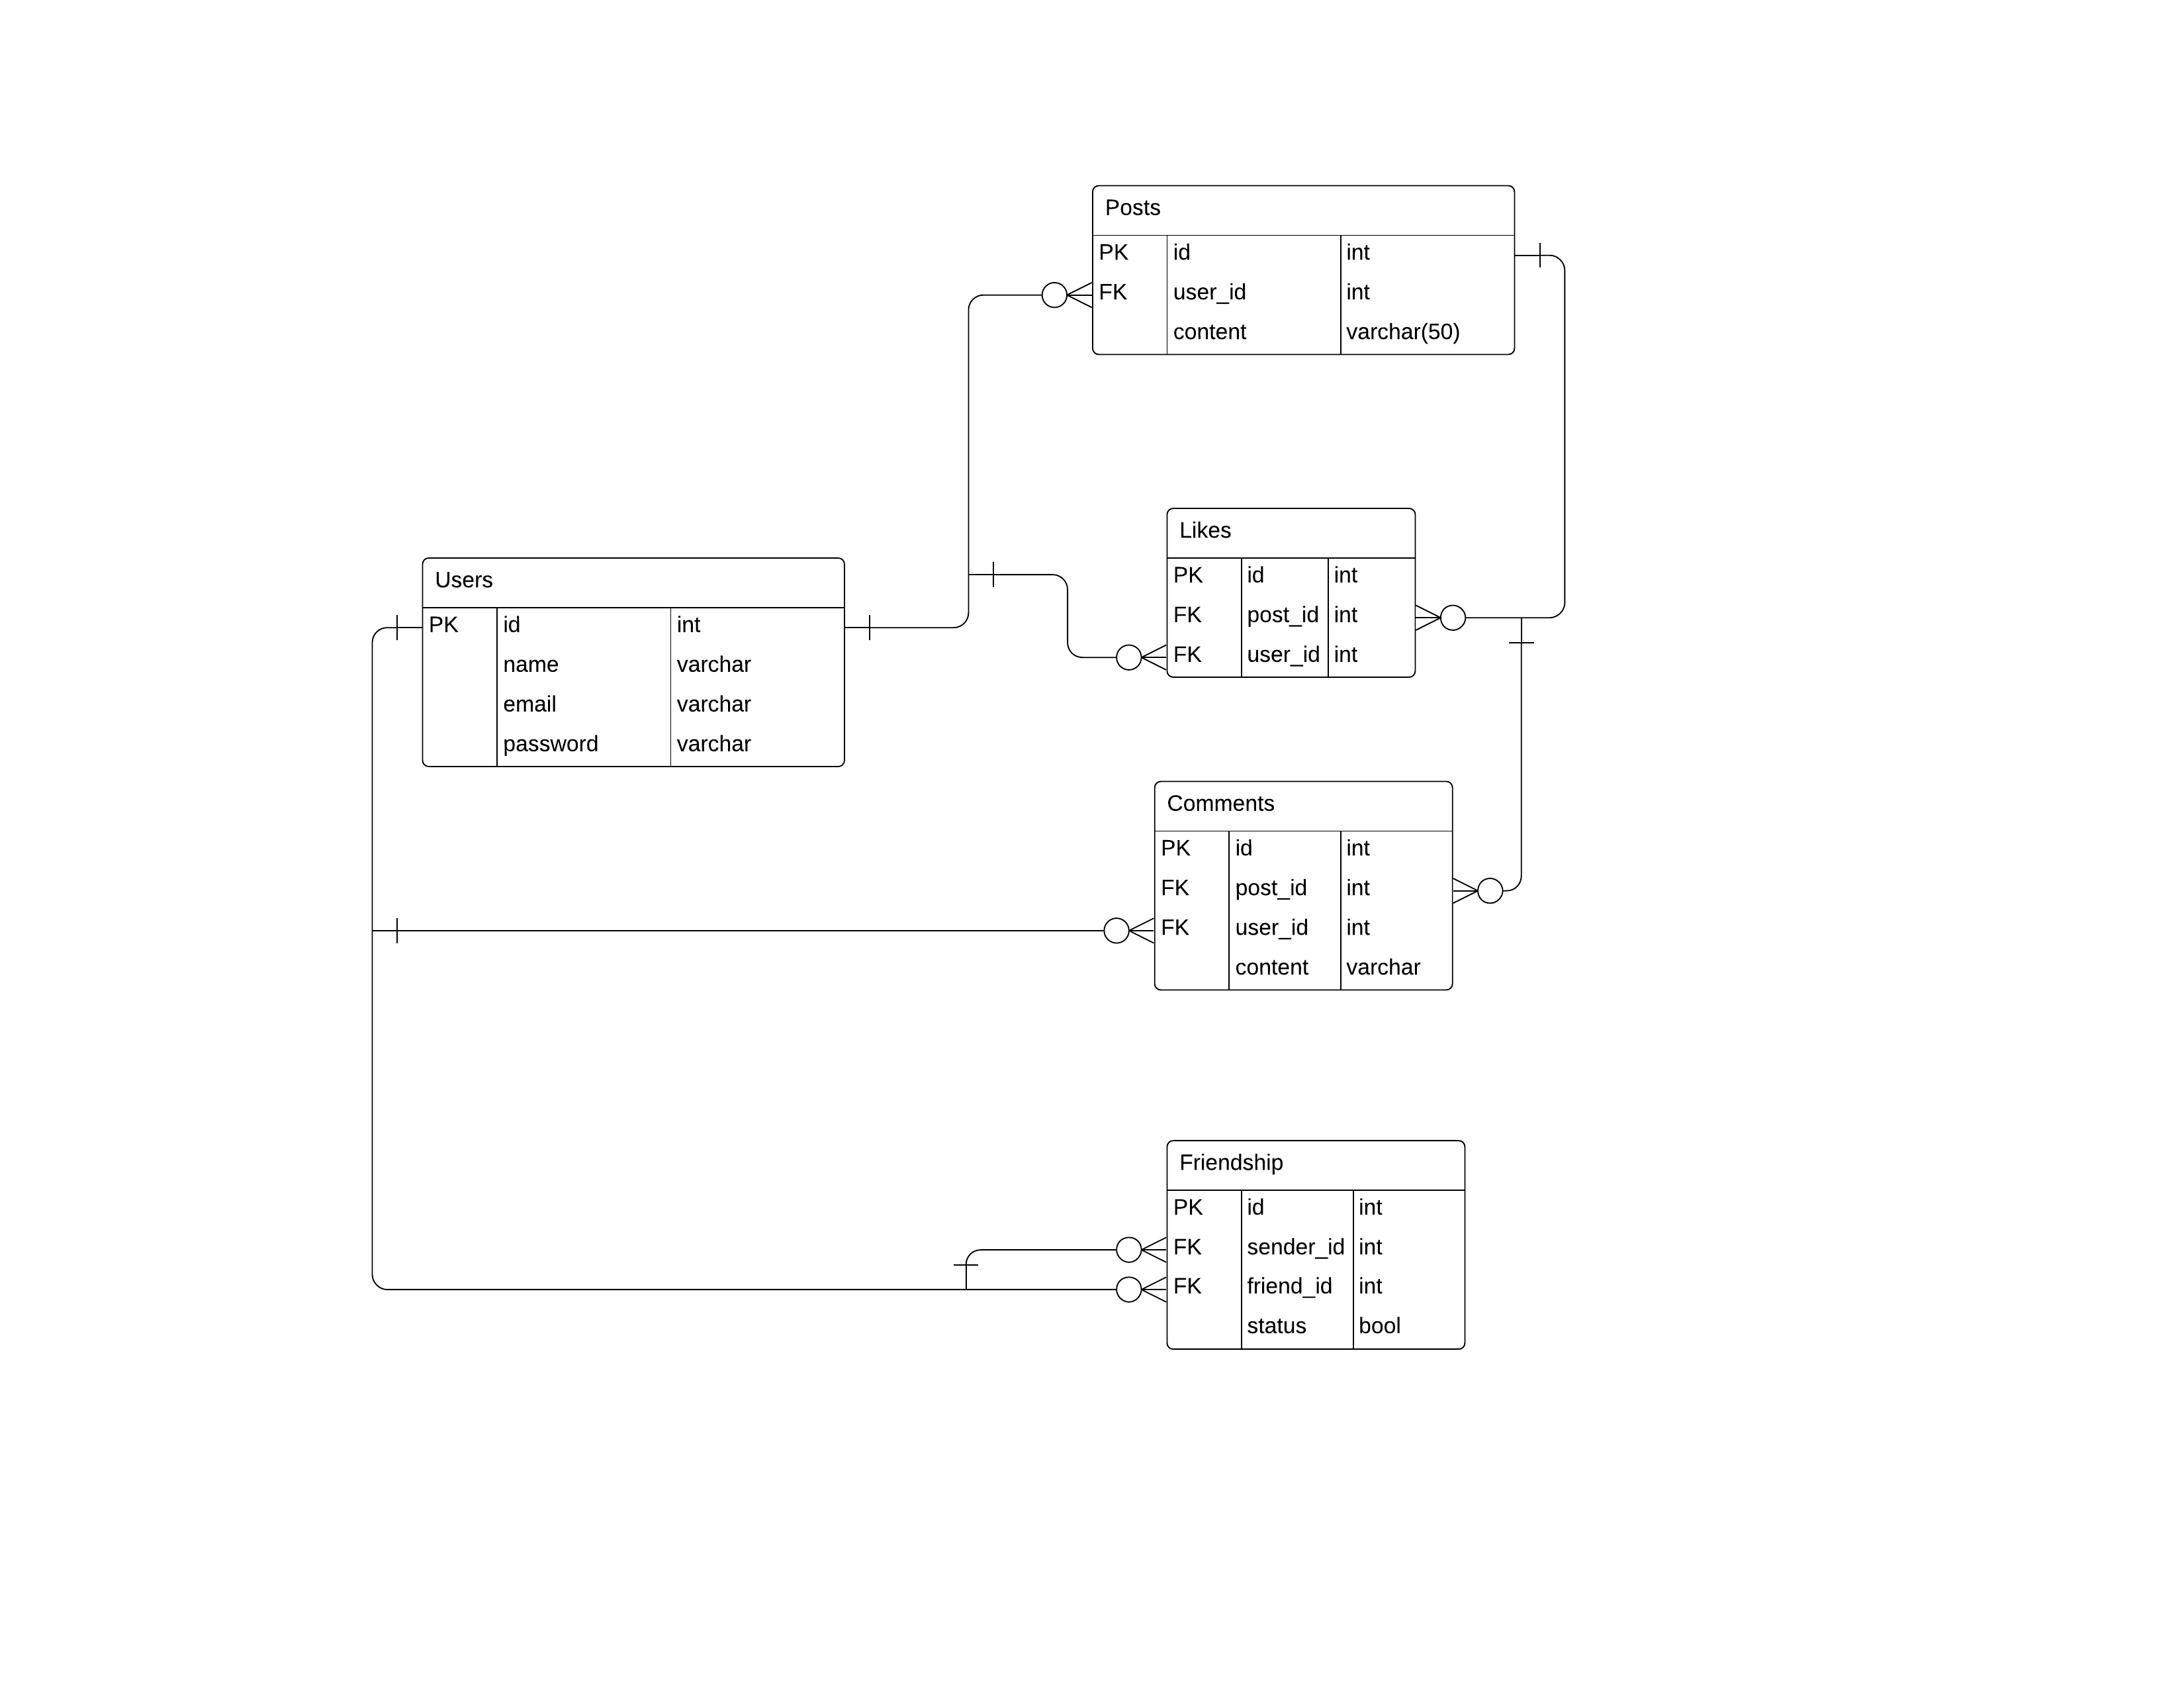 Posts
PK id int
FK user_id int
content varchar(50)
Likes
PK id int
FK post_id int
FK user_id int
Users
PK id int
name varchar
email varchar
password varchar
Comments
PK id int
FK post_id int
FK user_id int
content varchar
Friendship
PK id int
FK sender_id int
FK friend_id int
status bool